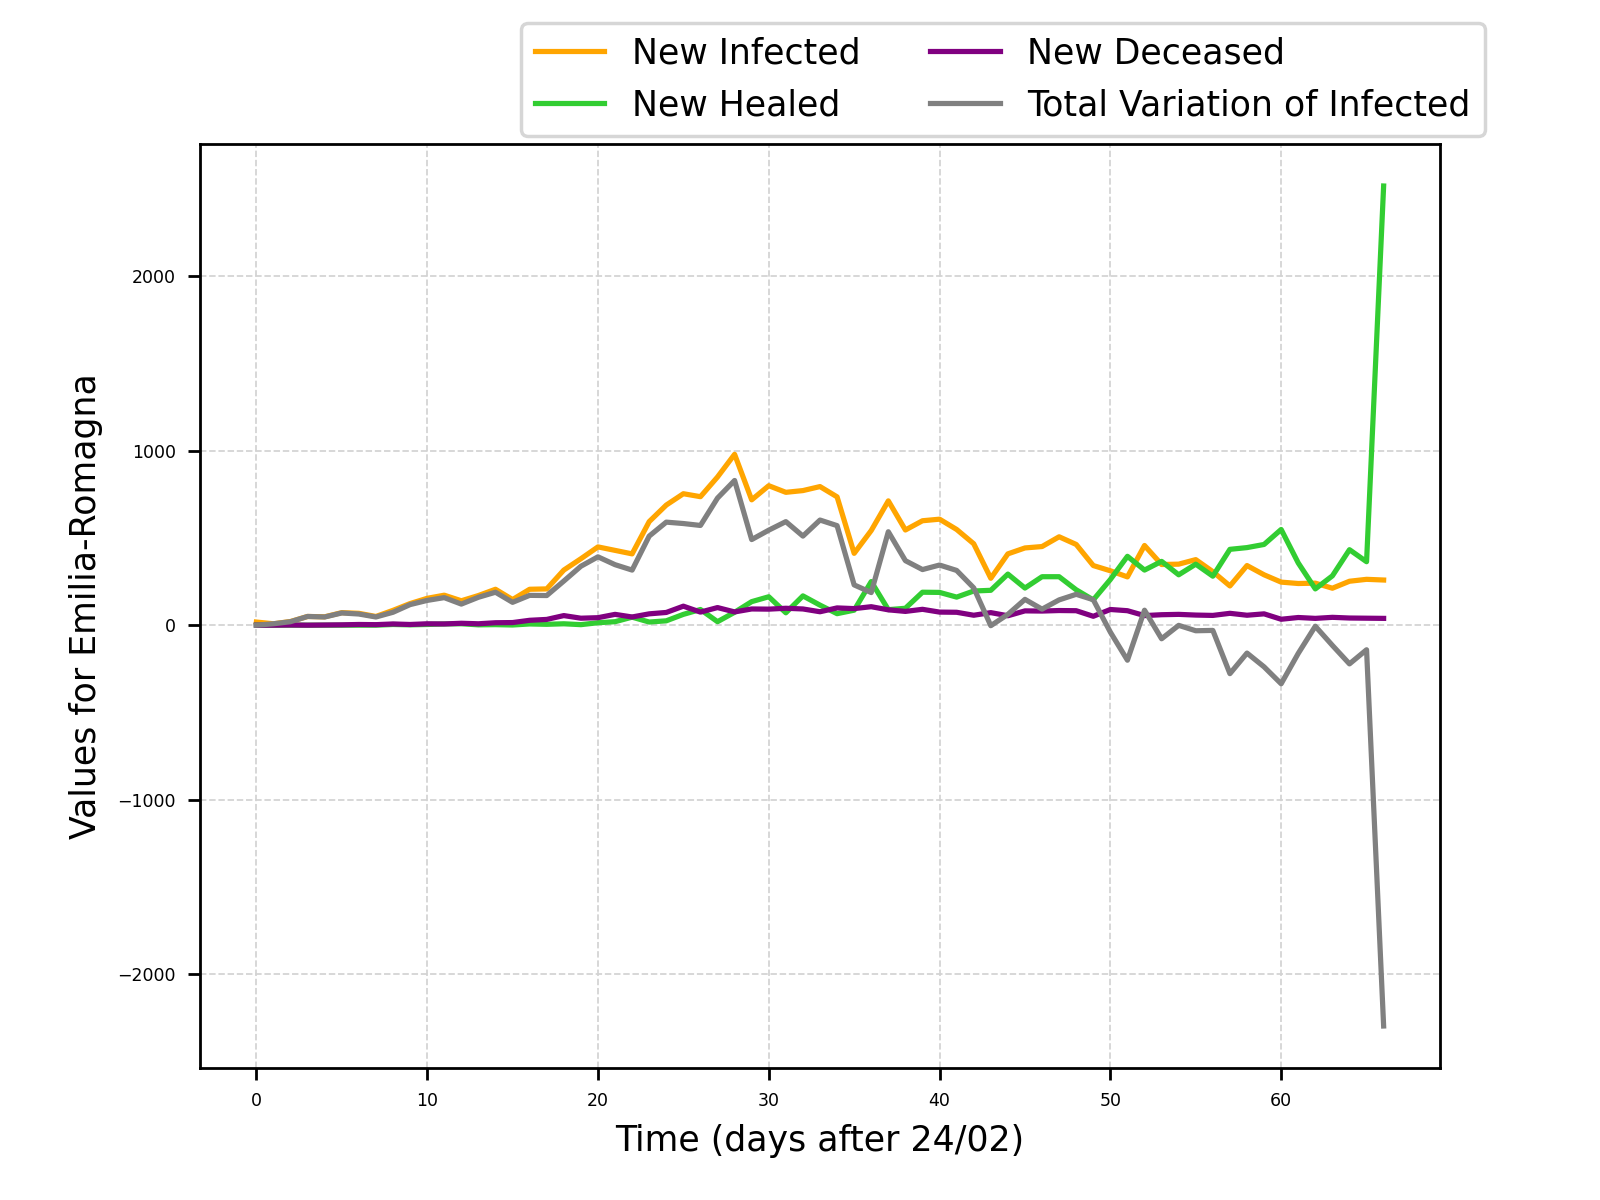 New Infected
New Healed
New Deceased
Total Variation of Infected
Values for Emilia-Romagna
2000
1000
0
−1000
−2000
0 10 20 30 40 50 60
Time (days after 24/02)